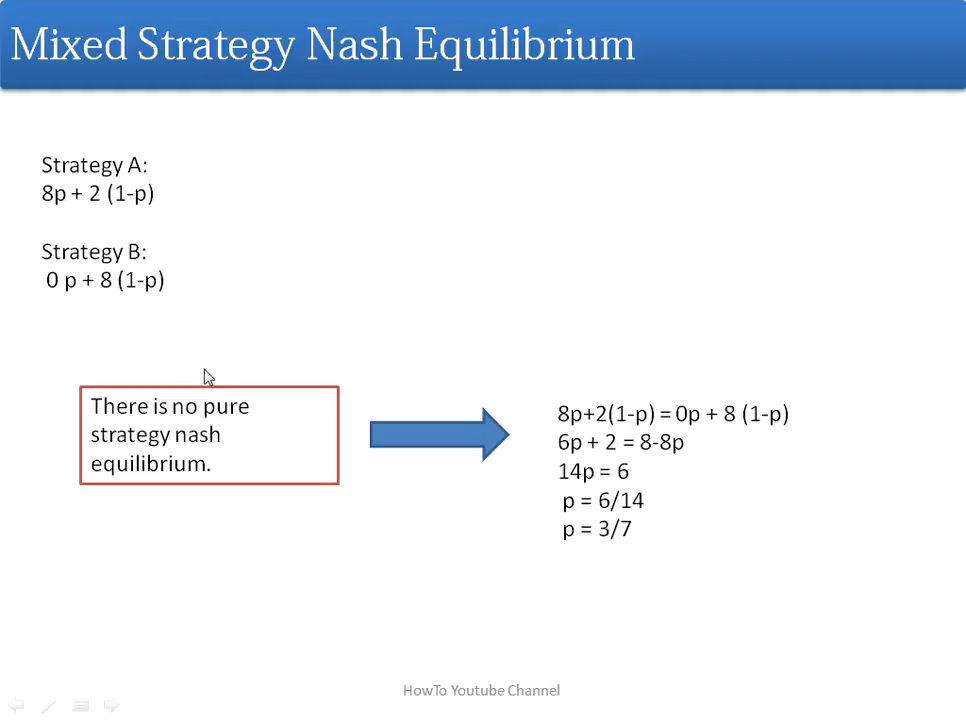 Mixed Strategy Nash Equilibrium
Strategy A:
8p + 2 (1-p)
Strategy B:
0 p + 8 (1-p)
There is no pure
strategy nash
equilibrium.
8p+2(1-p) = 0p + 8 (1-p)
6p + 2 = 8-8p
14p = 6
p = 6/14
p = 3/7
HowTo Youtube Channel